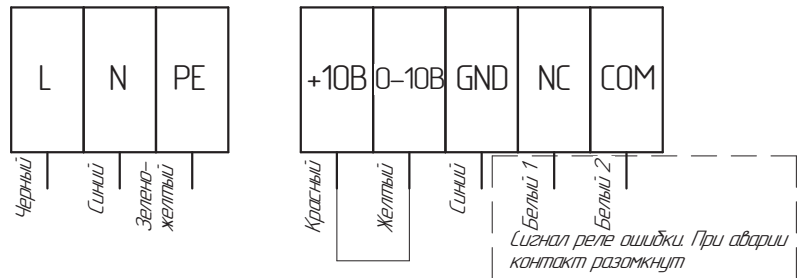 L N PE +10В 0–10В GND NC COM
Черный
Синий
Зелено–
желтый
Красный
Желтый
Синий
Белый 1
Белый 2
Сигнал реле ошибки. При аварии
контакт разомкнут